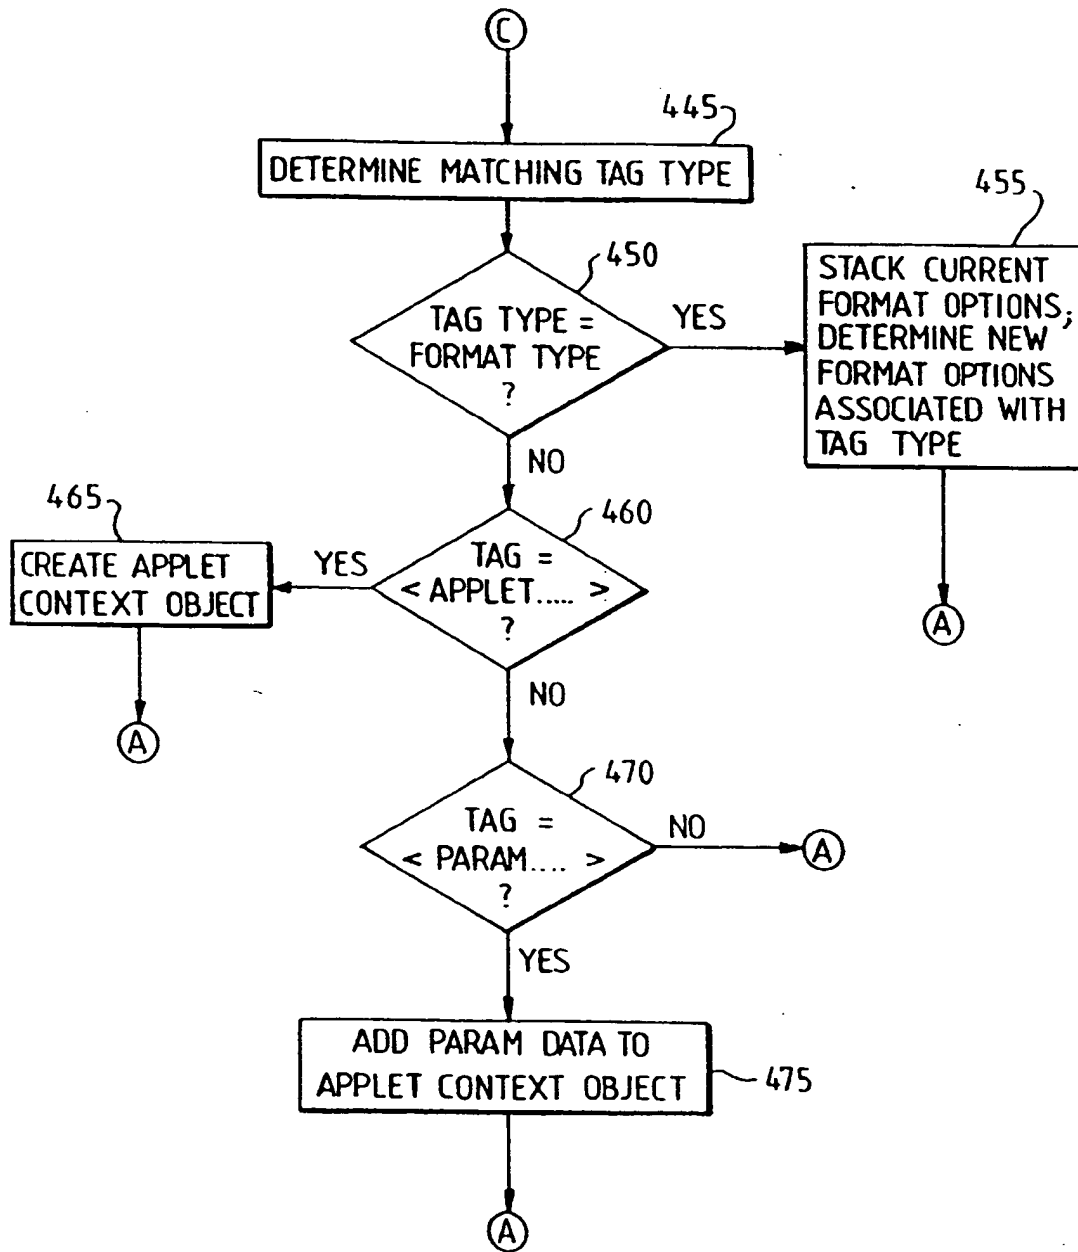 C
445
DETERMINE MATCHING TAG TYPE
450
TAG TYPE =
FORMAT TYPE
?
YES
455
STACK CURRENT
FORMAT OPTIONS;
DETERMINE NEW
FORMAT OPTIONS
ASSOCIATED WITH
TAG TYPE
A
NO
460
TAG =
< APPLET..... >
?
YES
465
CREATE APPLET
CONTEXT OBJECT
A
NO
470
TAG =
< PARAM.... >
?
NO
A
YES
ADD PARAM DATA TO
APPLET CONTEXT OBJECT
475
A